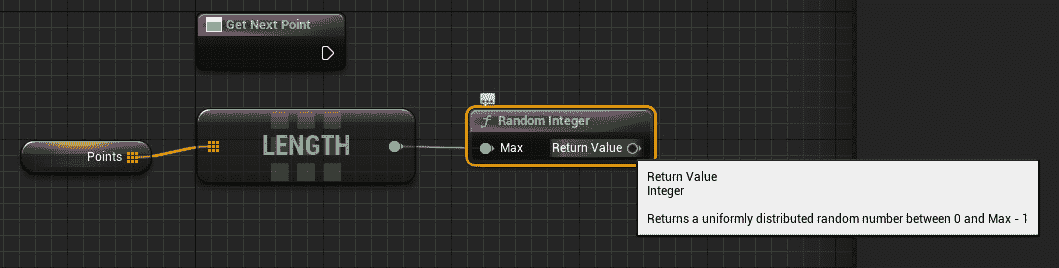 Get Next Point
Points
LENGTH
f Random Integer
Max
Return Value
Return Value
Integer
Returns a uniformly distributed random number between 0 and Max - 1